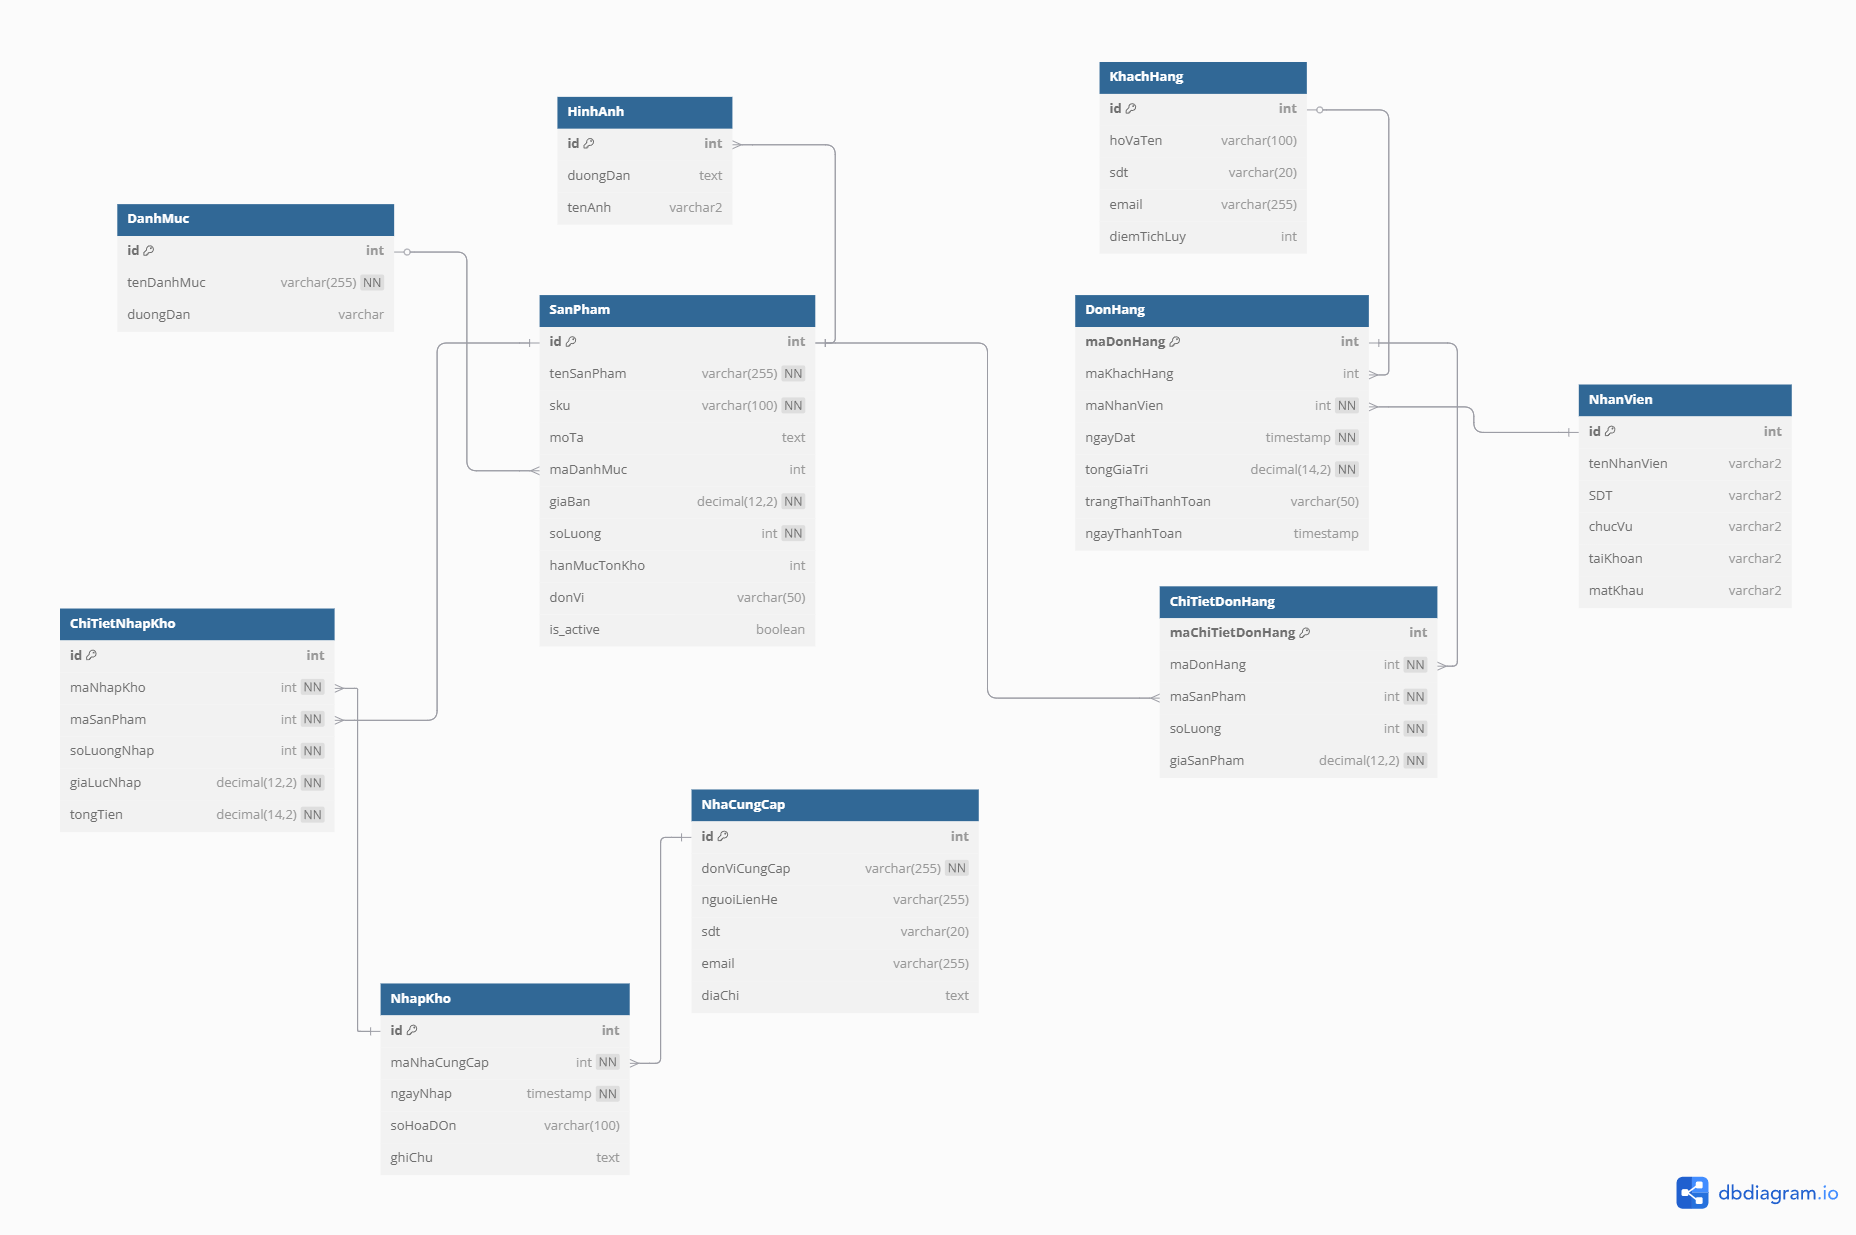 KhachHang
id int
hoVaTen varchar(100)
sdt varchar(20)
email varchar(255)
diemTichLuy int
HinhAnh
id int
duongDan text
tenAnh varchar2
DanhMuc
id int
tenDanhMuc varchar(255) NN
duongDan varchar
SanPham
id int
tenSanPham varchar(255) NN
sku varchar(100) NN
moTa text
maDanhMuc int
giaBan decimal(12,2) NN
soLuong int NN
hanMucTonKho int
donVi varchar(50)
is_active boolean
DonHang
maDonHang int
maKhachHang int
maNhanVien int NN
ngayDat timestamp NN
tongGiaTri decimal(14,2) NN
trangThaiThanhToan varchar(50)
ngayThanhToan timestamp
NhanVien
id int
tenNhanVien varchar2
SDT varchar2
chucVu varchar2
taiKhoan varchar2
matKhau varchar2
ChiTietDonHang
maChiTietDonHang int
maDonHang int NN
maSanPham int NN
soLuong int NN
giaSanPham decimal(12,2) NN
ChiTietNhapKho
id int
maNhapKho int NN
maSanPham int NN
soLuongNhap int NN
giaLucNhap decimal(12,2) NN
tongTien decimal(14,2) NN
NhaCungCap
id int
donViCungCap varchar(255) NN
nguoiLienHe varchar(255)
sdt varchar(20)
email varchar(255)
diaChi text
NhapKho
id int
maNhaCungCap int NN
ngayNhap timestamp NN
soHoaDOn varchar(100)
ghiChu text
dbdiagram.io